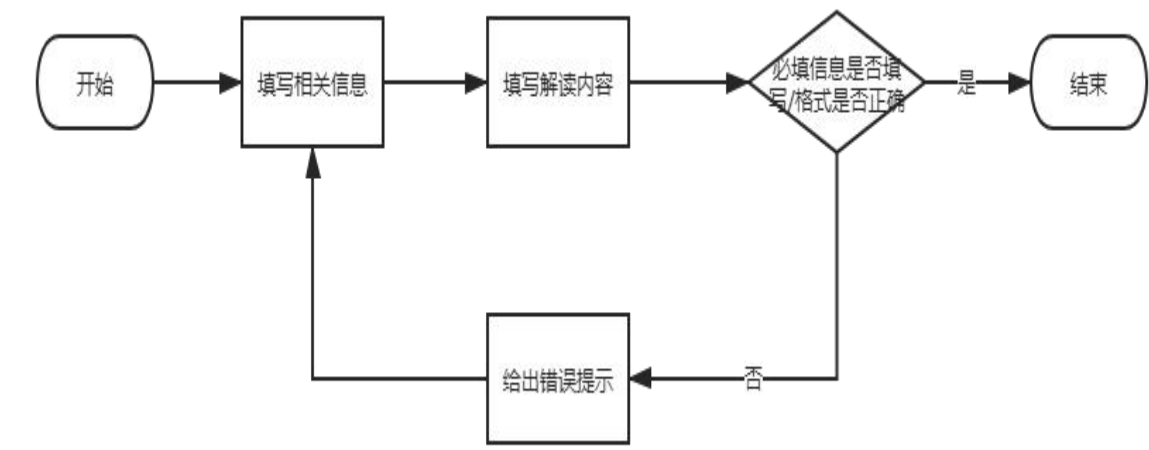 开始
填写相关信息
填写解读内容
必填信息是否填
写/格式是否正确
是
结束
给出错误提示
否